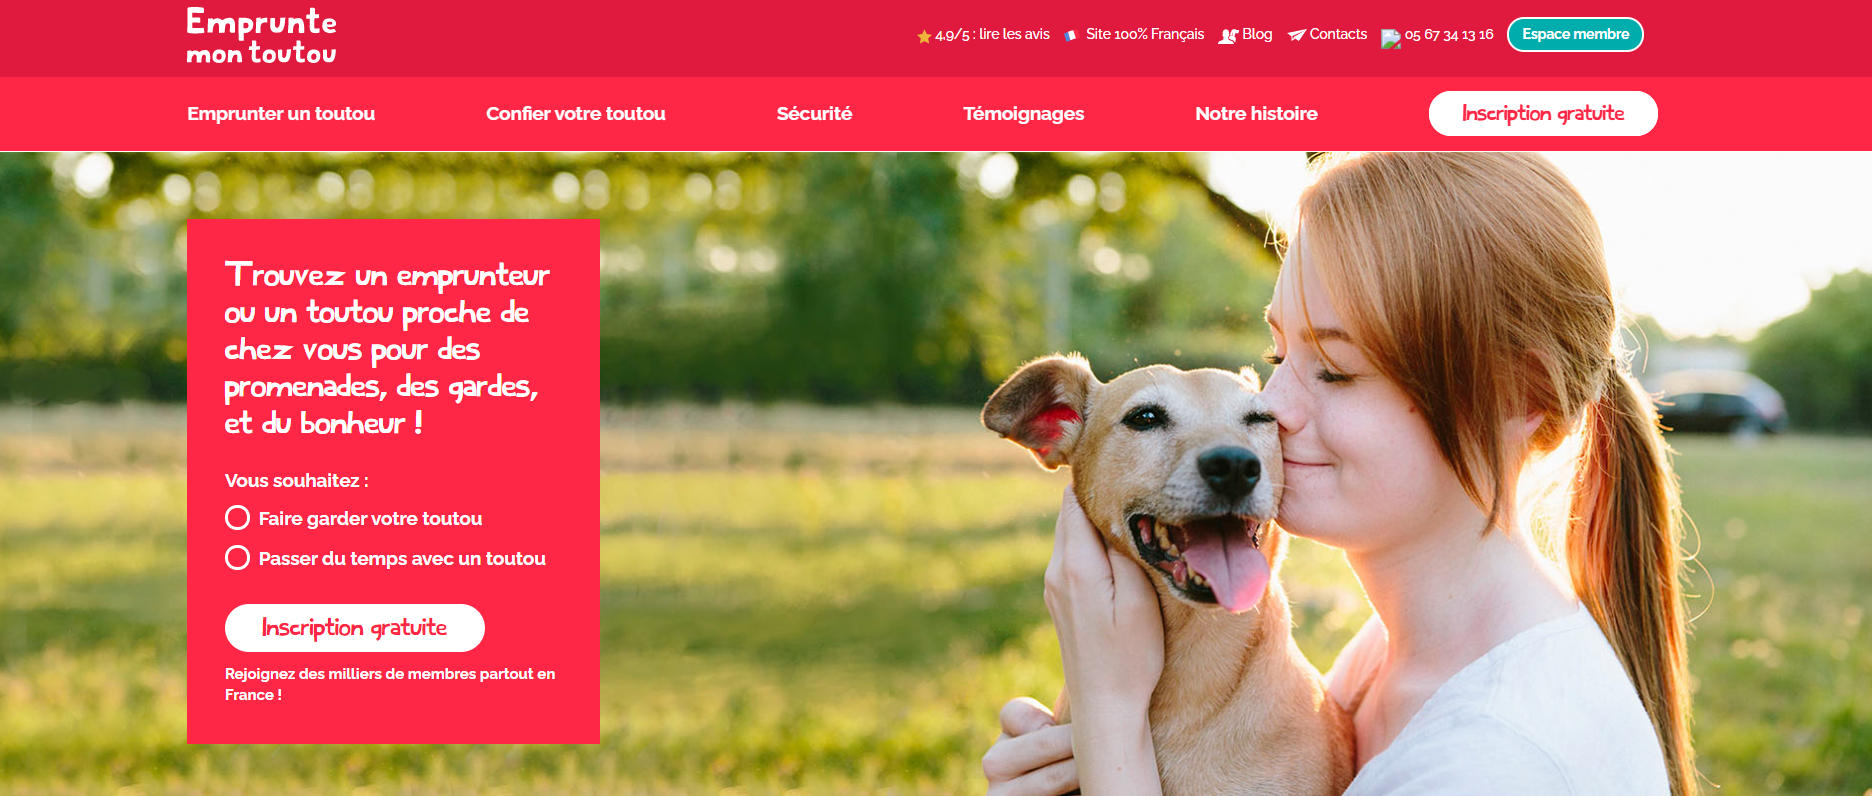 Emprunte
mon toutou
4,9/5 : lire les avis
Site 100% Français
Blog
Contacts
05 67 34 13 16
Espace membre
Emprunter un toutou
Confier votre toutou
Sécurité
Témoignages
Notre histoire
Inscription gratuite
Trouvez un emprunteur
ou un toutou proche de
chez vous pour des
promenades, des gardes,
et du bonheur !
Vous souhaitez :
Faire garder votre toutou
Passer du temps avec un toutou
Inscription gratuite
Rejoignez des milliers de membres partout en
France !